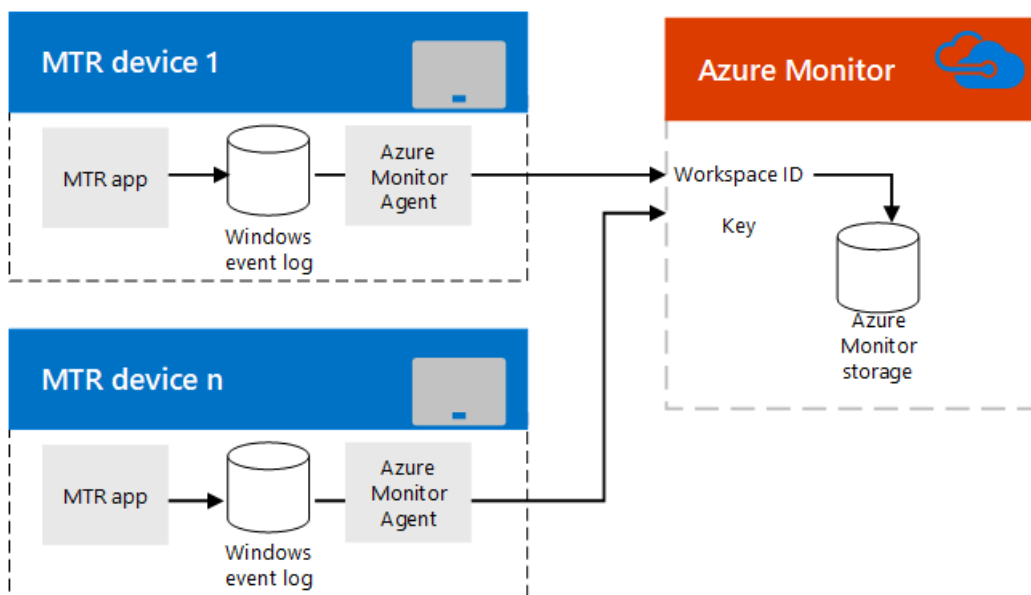 MTR device 1
MTR app
Windows
event log
Azure
Monitor
Agent
Azure Monitor
Workspace ID
Key
Azure
Monitor
storage
MTR device n
MTR app
Windows
event log
Azure
Monitor
Agent